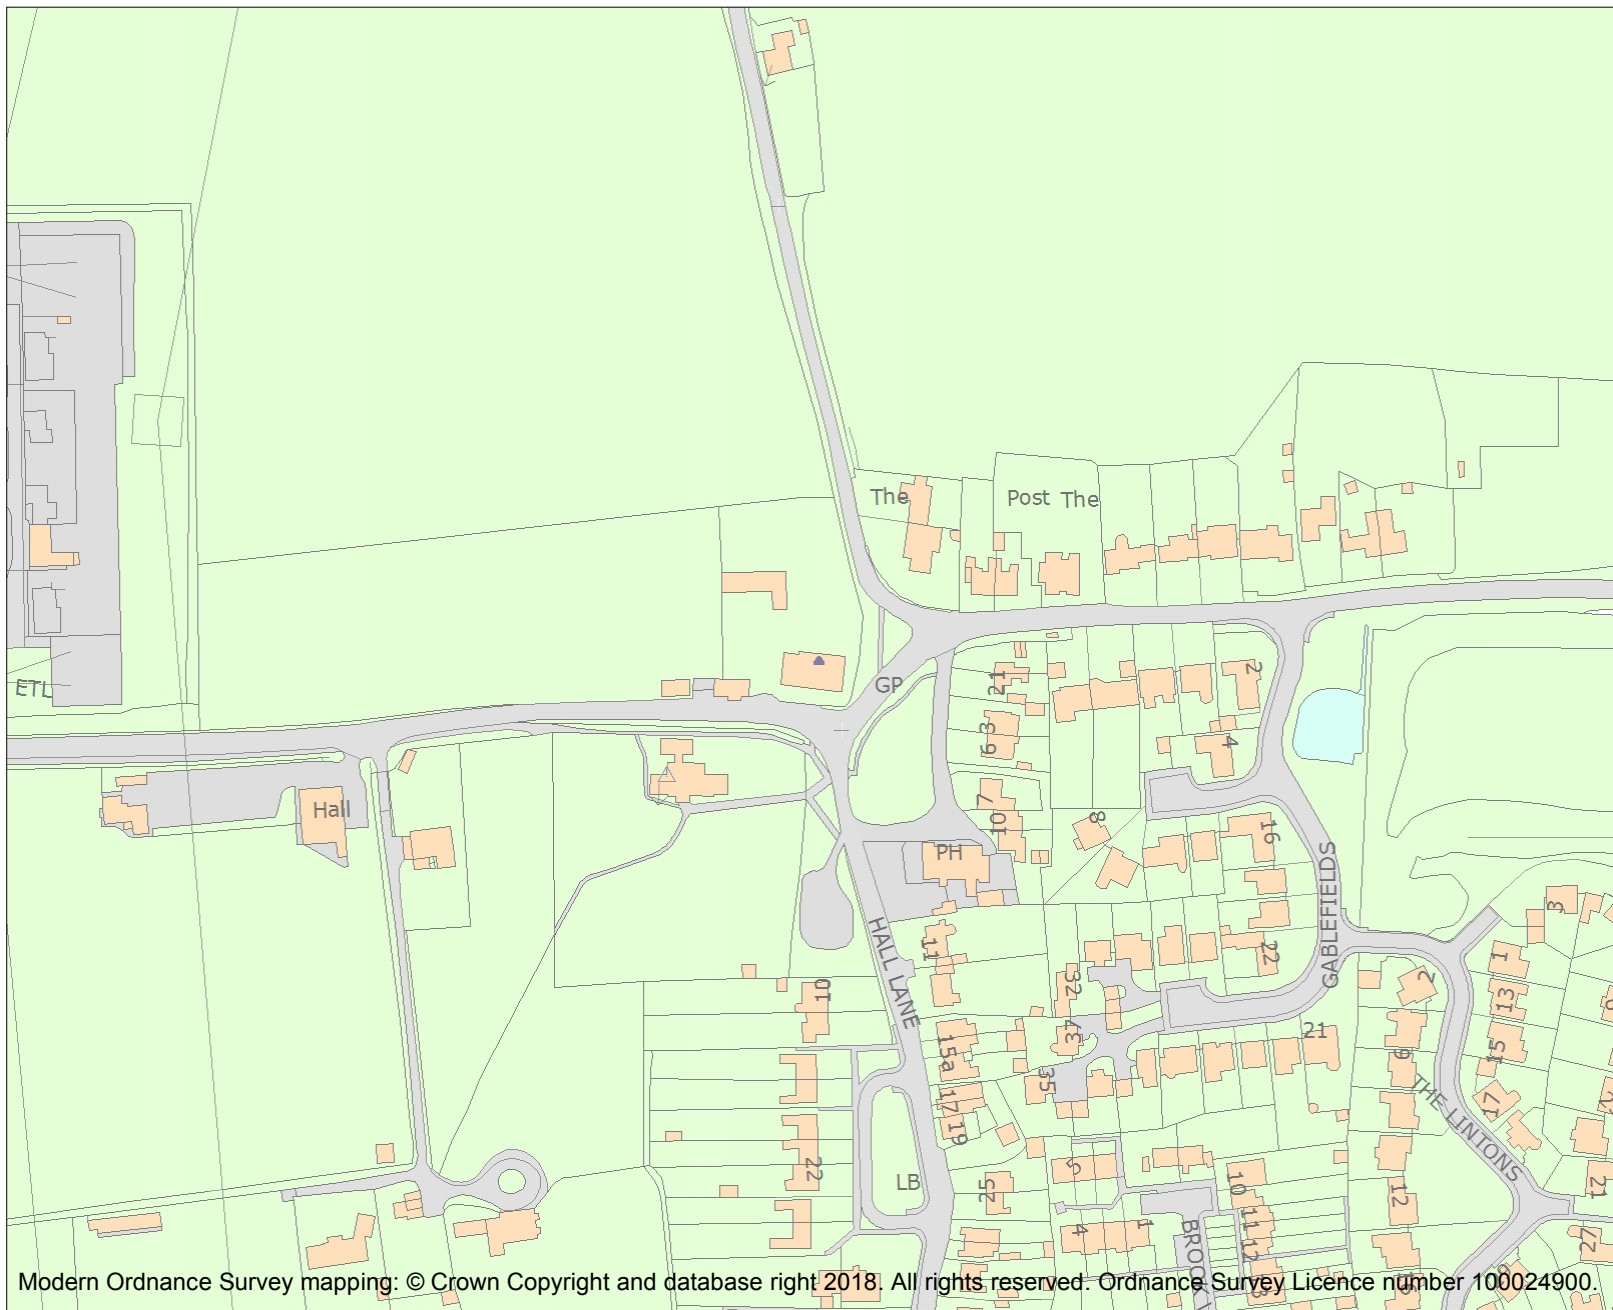 The
Post The
ETL
GP
21
2
6 3
4
Hall
10 7
8
16
PH
GABLEFIELDS
3
HALL LANE
11
22
1
2
10
32
13
37
21
15
15a
9
35
THE LINTONS
17
17
19
22
LB
5
25
10
12
21
4
1
11
12
27
BROOK
Modern Ordnance Survey mapping: © Crown Copyright and database right 2018. All rights reserved. Ordnance Survey Licence number 100024900.